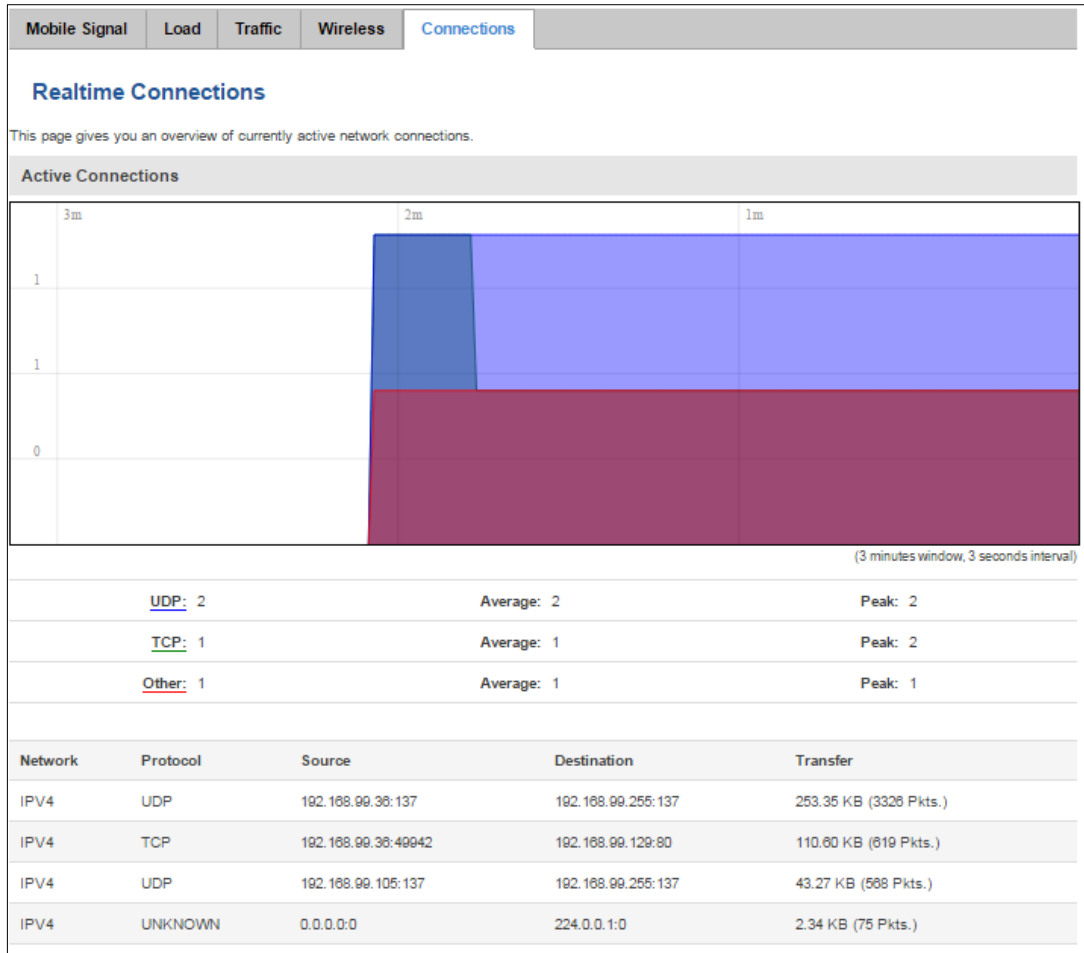 Mobile Signal Load Traffic Wireless Connections
Realtime Connections
This page gives you an overview of currently active network connections.
Active Connections
3m 2m 1m
1
1
0
(3 minutes window, 3 seconds interval)
UDP: 2 Average: 2 Peak: 2
TCP: 1 Average: 1 Peak: 2
Other: 1 Average: 1 Peak: 1
Network Protocol Source Destination Transfer
IPV4 UDP 192.168.99.36:137 192.168.99.255:137 253.35 KB (3326 Pkts.)
IPV4 TCP 192.168.99.36:49942 192.168.99.129:80 110.60 KB (619 Pkts.)
IPV4 UDP 192.168.99.105:137 192.168.99.255:137 43.27 KB (568 Pkts.)
IPV4 UNKNOWN 0.0.0.0:0 224.0.0.1:0 2.34 KB (75 Pkts.)